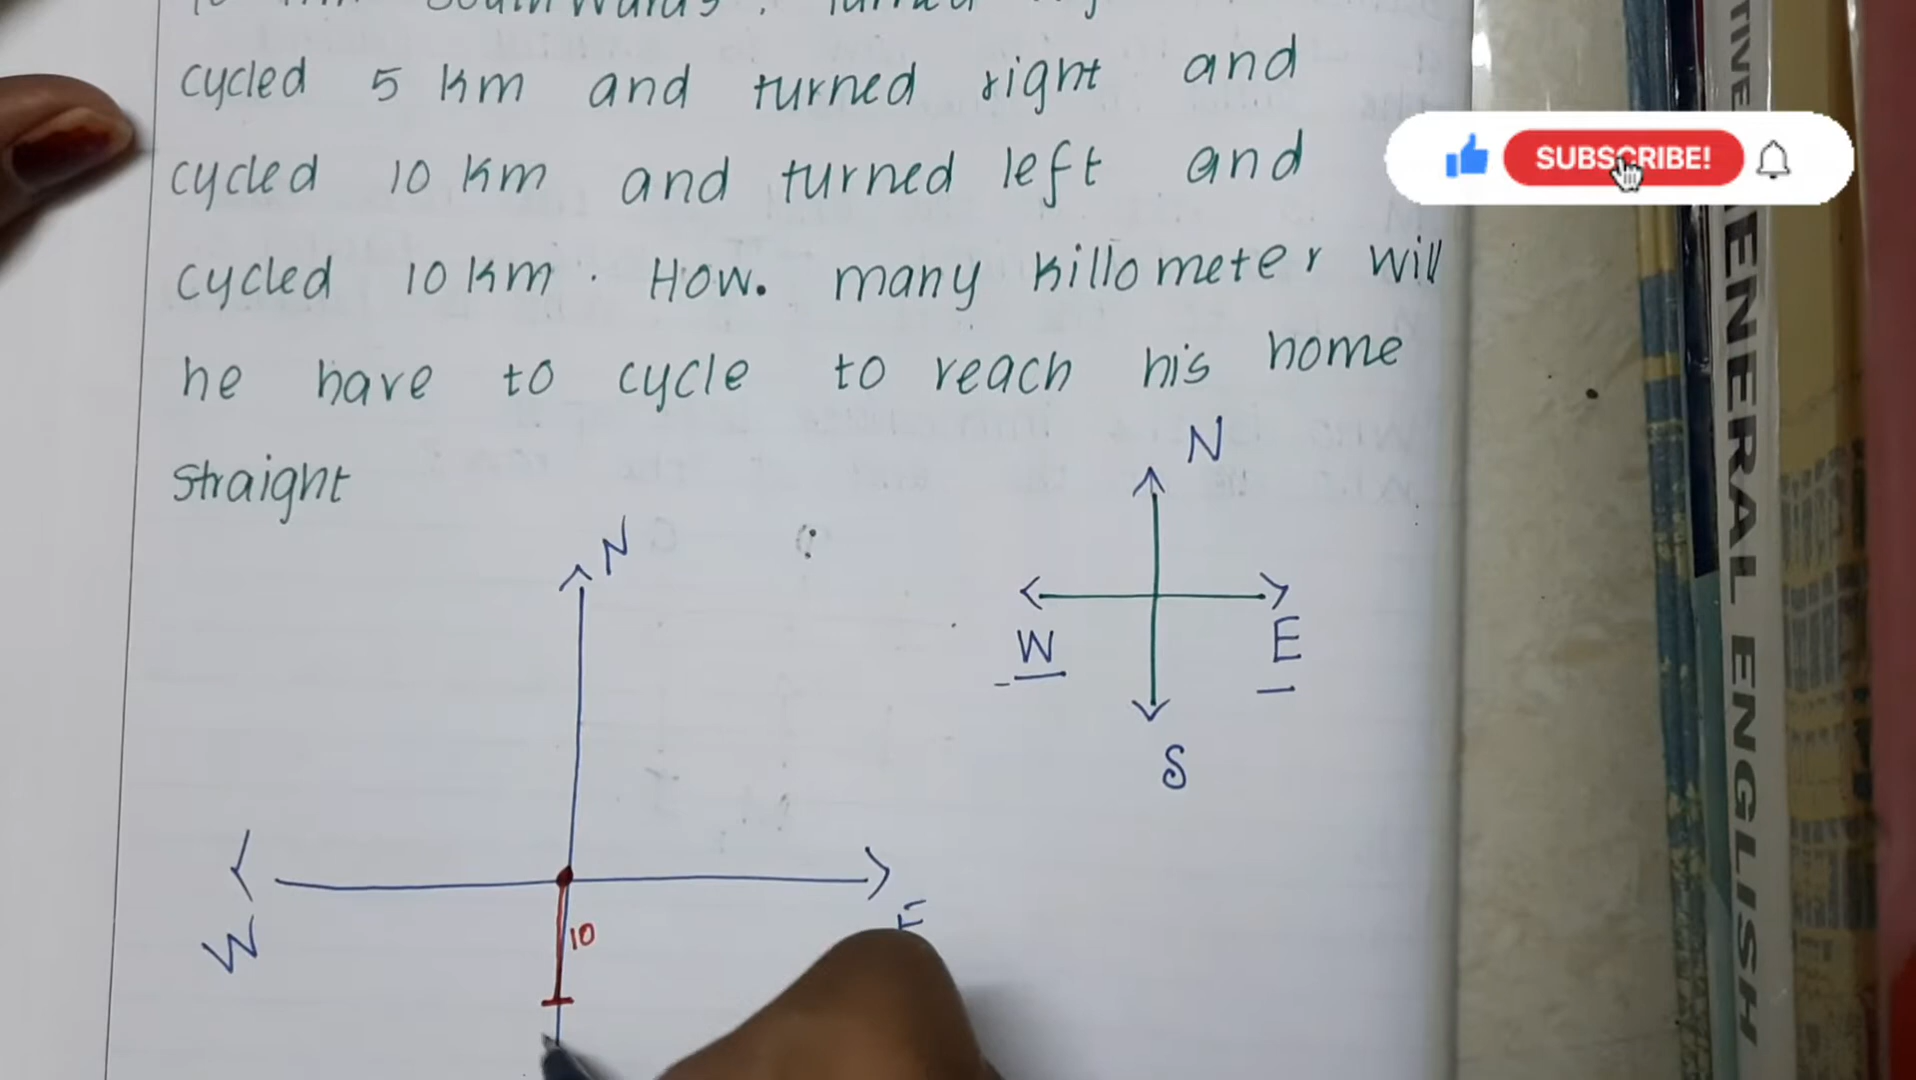 cycled 5 km and turned right and
cycled 10 km and turned left and
cycled 10 km. How. many killometer will
he have to cycle to reach his home
straight
SUBSCRIBE!
N
W E
S
N
W E
10
GENERAL ENGLISH